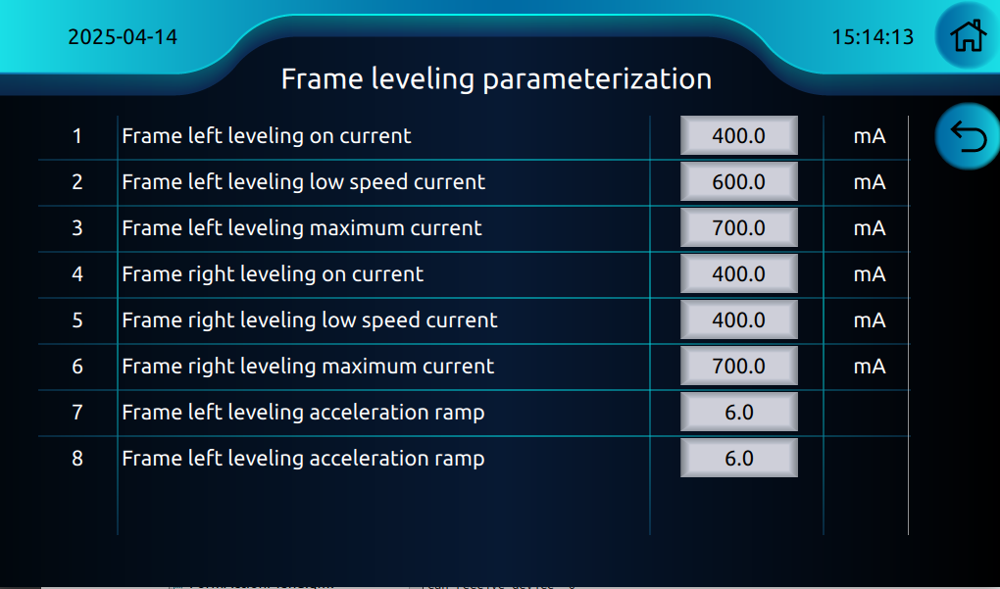 2025-04-14 15:14:13
Frame leveling parameterization
1 Frame left leveling on current 400.0 mA
2 Frame left leveling low speed current 600.0 mA
3 Frame left leveling maximum current 700.0 mA
4 Frame right leveling on current 400.0 mA
5 Frame right leveling low speed current 400.0 mA
6 Frame right leveling maximum current 700.0 mA
7 Frame left leveling acceleration ramp 6.0
8 Frame left leveling acceleration ramp 6.0